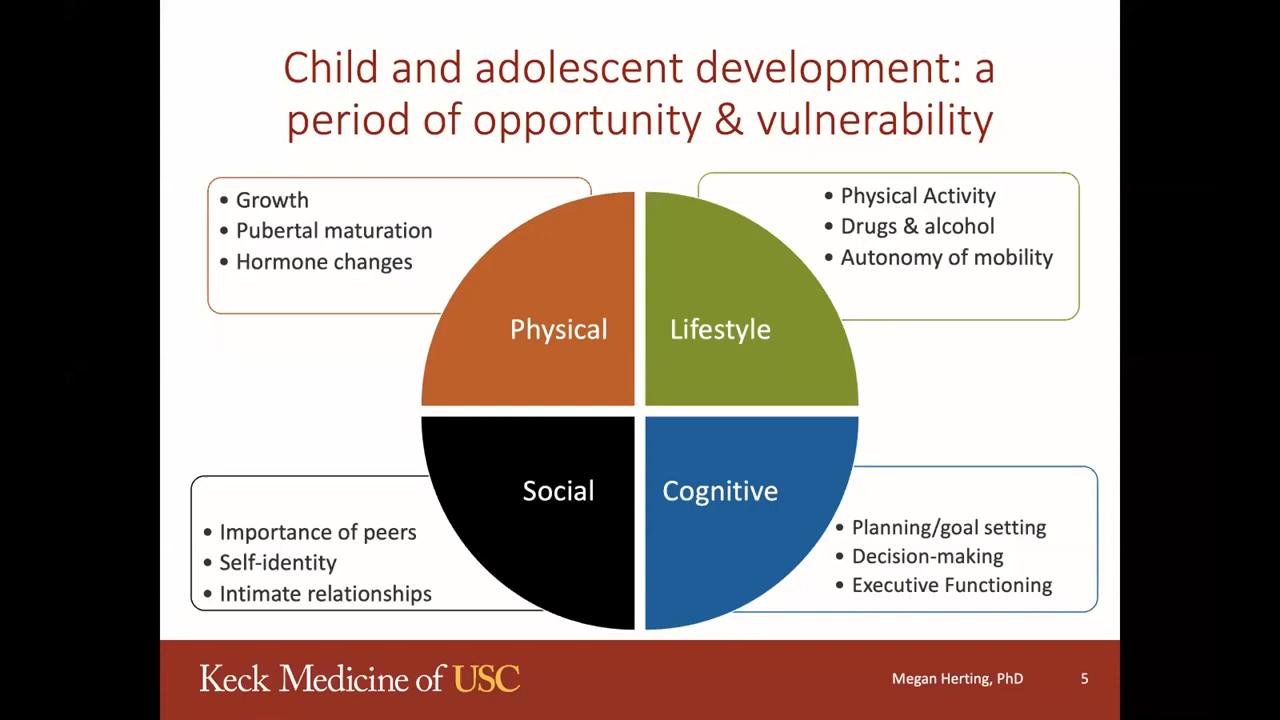 Child and adolescent development: a
period of opportunity & vulnerability
• Growth
• Pubertal maturation
• Hormone changes
• Physical Activity
• Drugs & alcohol
• Autonomy of mobility
Physical
Lifestyle
Social
Cognitive
• Importance of peers
• Self-identity
• Intimate relationships
• Planning/goal setting
• Decision-making
• Executive Functioning
Keck Medicine of USC
Megan Herting, PhD
5